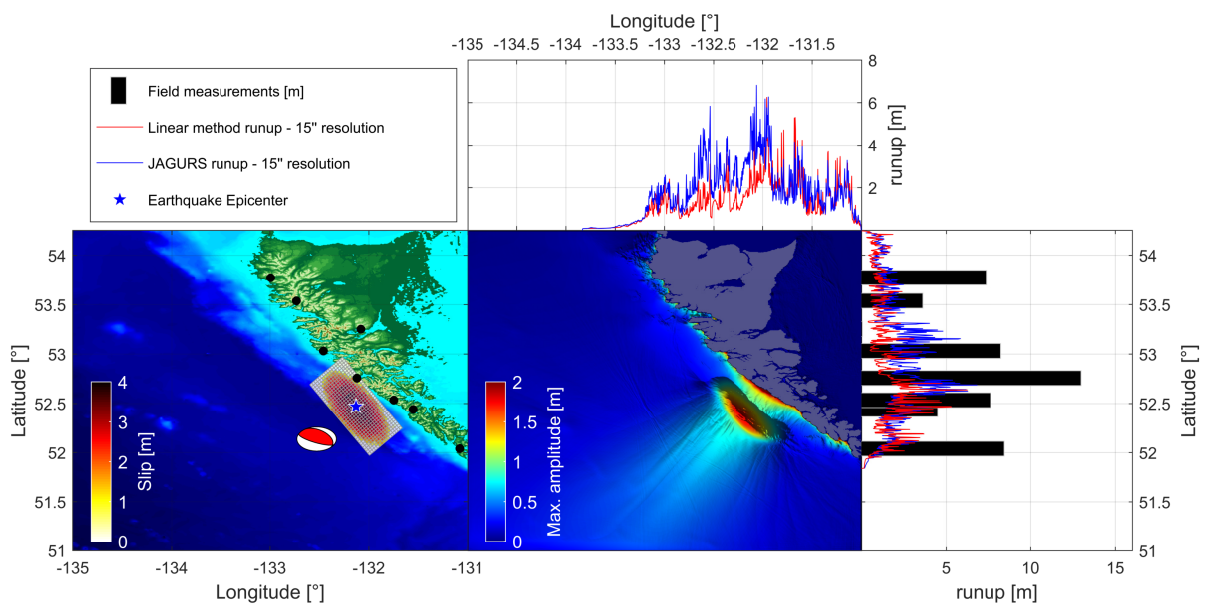 Longitude [°]
-135 -134.5 -134 -133.5 -133 -132.5 -132 -131.5
8
6
4
2
runup [m]
Field measurements [m]
Linear method runup - 15" resolution
JAGURS runup - 15" resolution
Earthquake Epicenter
54
53.5
53
52.5
52
51.5
51
Latitude [°]
4
3
2
1
0
Slip [m]
-135 -134 -133 -132 -131
Longitude [°]
2
1.5
1
0.5
0
Max. amplitude [m]
54
53.5
53
52.5
52
51.5
51
Latitude [°]
5 10 15
runup [m]